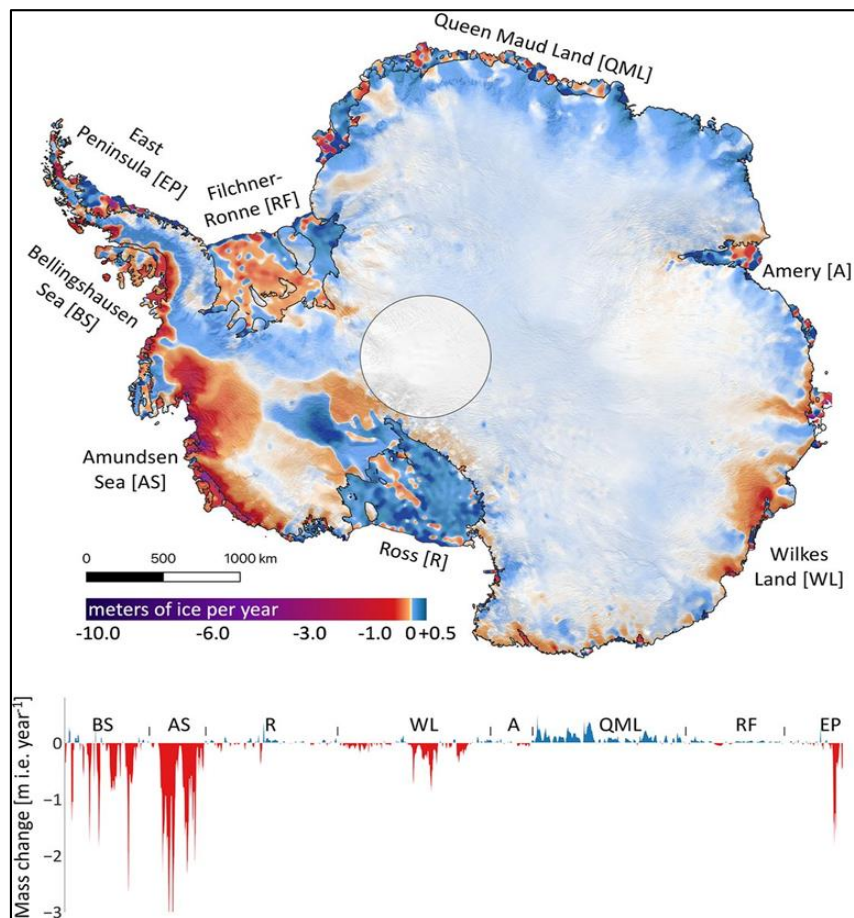 Queen Maud Land [QML]
East
Peninsula [EP]
Filchner-
Ronne [RF]
Bellingshausen
Sea [BS]
Amery [A]
Amundsen
Sea [AS]
Ross [R]
Wilkes
Land [WL]
0 500 1000 km
meters of ice per year
-10.0 -6.0 -3.0 -1.0 0 +0.5
Mass change [m i.e. year⁻¹]
BS AS R WL A QML RF EP
0
−1
−2
−3